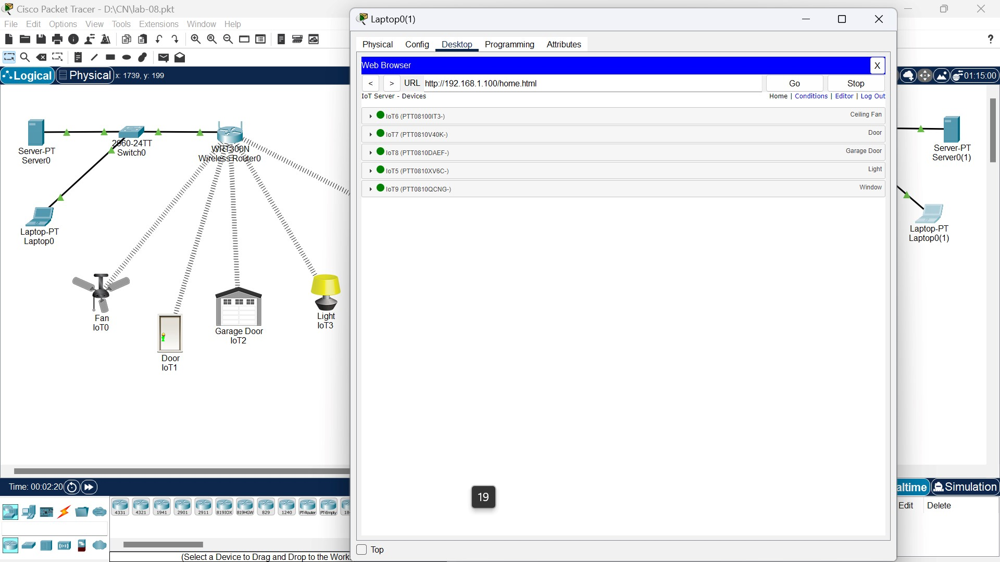 Cisco Packet Tracer - D:\CN\lab-08.pkt
File Edit Options View Tools Extensions Window Help
?
Logical Physical x: 1739, y: 199
01:15:00
Server-PT
Server0
2960-24TT
Switch0
WRT300N
Wireless Router0
Laptop-PT
Laptop0
Fan
IoT0
Door
IoT1
Garage Door
IoT2
Light
IoT3
Laptop0(1)
Physical Config Desktop Programming Attributes
Web Browser X
< > URL http://192.168.1.100/home.html Go Stop
IoT Server - Devices Home | Conditions | Editor | Log Out
IoT6 (PTT08100IT3-) Ceiling Fan
IoT7 (PTT0810V40K-) Door
IoT8 (PTT0810DAEF-) Garage Door
IoT5 (PTT0810XV6C-) Light
IoT9 (PTT0810QCNG-) Window
19
Top
Server-PT
Server0(1)
Laptop-PT
Laptop0(1)
Time: 00:02:20
altime Simulation
Edit Delete
4331 4321 1941 2901 2911 819IOX 819HGW 829 1240 PT-Router PT-Empty 18
(Select a Device to Drag and Drop to the Work